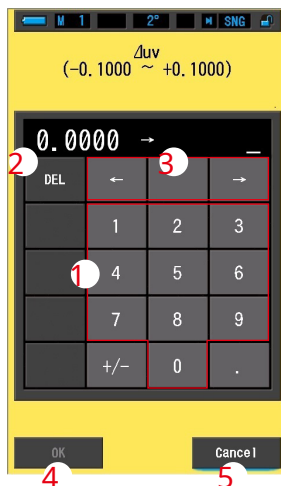 M 1 2° SNG
⊿uv
(-0.1000 ~ +0.1000)
0.0000 → _
2 3
DEL ← →
1 2 3
1 4 5 6
7 8 9
+/- 0 .
OK Cancel
4 5